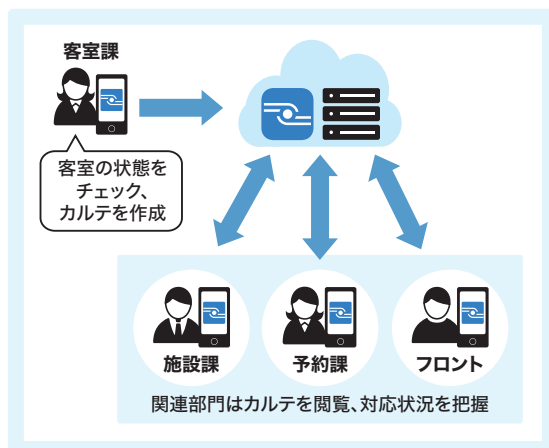 客室課
客室の状態を
チェック、
カルテを作成
施設課
予約課
フロント
関連部門はカルテを閲覧、対応状況を把握